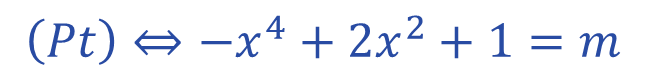 (Pt) ⇔ −x⁴ + 2x² + 1 = m